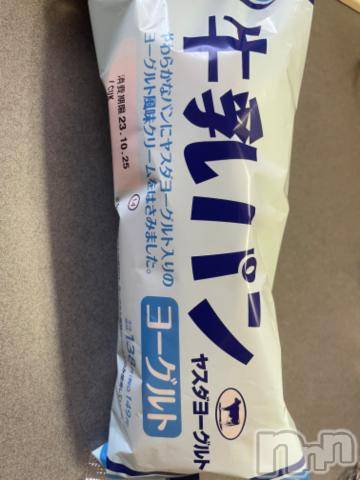 牛乳パン
やわらかなパンにヤスダヨーグルト入りの
ヨーグルト風味クリームをはさみました。
消費期限 23.10.25
ヨーグルト
ヤスダヨーグルト
138
149